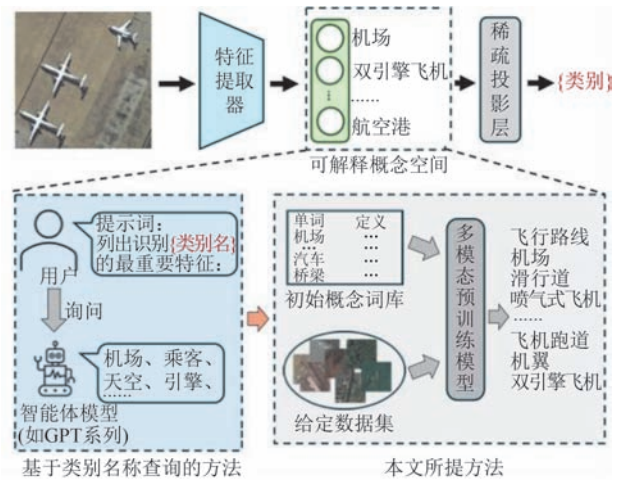 特征
提取
器
机场
双引擎飞机
……
航空港
稀疏投影层
{类别}
可解释概念空间
提示词:
列出识别{类别名}
的最重要特征:
用户
询问
机场、乘客、
天空、引擎、
……
智能体模型
(如GPT系列)
基于类别名称查询的方法
单词 定义
机场 …
… …
汽车 …
桥梁 …
初始概念词库
给定数据集
多模态预训练模型
飞行路线
机场
滑行道
喷气式飞机
……
飞机跑道
机翼
双引擎飞机
本文所提方法